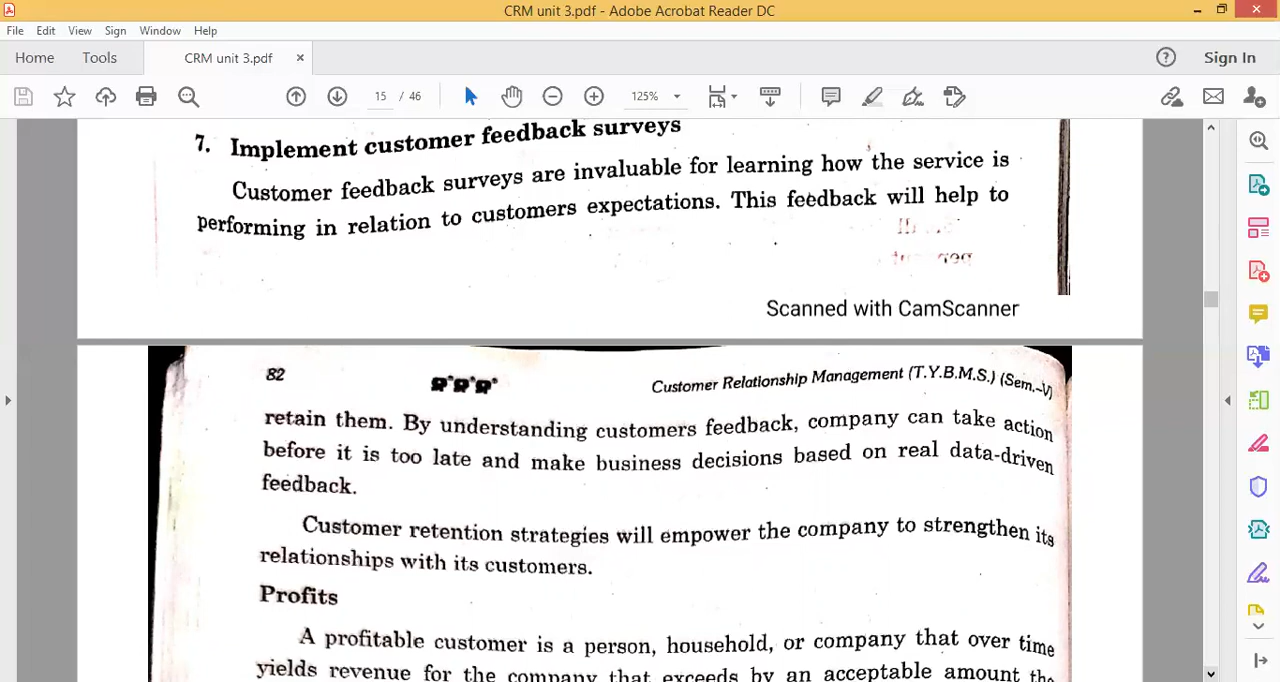 CRM unit 3.pdf - Adobe Acrobat Reader DC
File Edit View Sign Window Help
Home Tools CRM unit 3.pdf × Sign In
15 / 46 125%
7. Implement customer feedback surveys
Customer feedback surveys are invaluable for learning how the service is
performing in relation to customers expectations. This feedback will help to
Scanned with CamScanner
82 Customer Relationship Management (T.Y.B.M.S.) (Sem.-V)
retain them. By understanding customers feedback, company can take action
before it is too late and make business decisions based on real data-driven
feedback.
Customer retention strategies will empower the company to strengthen its
relationships with its customers.
Profits
A profitable customer is a person, household, or company that over time
yields revenue for the company that exceeds by an acceptable amount the